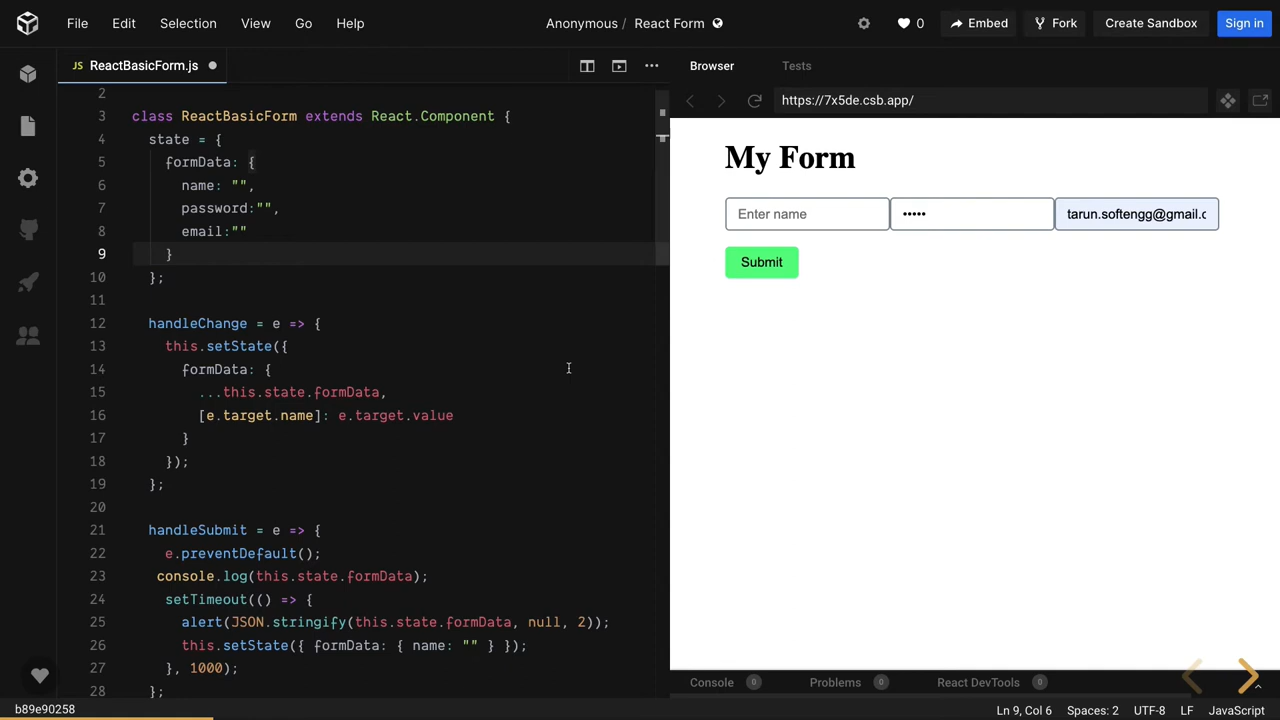 File Edit Selection View Go Help Anonymous / React Form 0 Embed Fork Create Sandbox Sign in
JS ReactBasicForm.js
Browser Tests
https://7x5de.csb.app/
2
3 class ReactBasicForm extends React.Component {
4 state = {
5 formData: {
6 name: "",
7 password:"",
8 email:""
9 }
10 };
11
12 handleChange = e => {
13 this.setState({
14 formData: {
15 ...this.state.formData,
16 [e.target.name]: e.target.value
17 }
18 });
19 };
20
21 handleSubmit = e => {
22 e.preventDefault();
23 console.log(this.state.formData);
24 setTimeout(() => {
25 alert(JSON.stringify(this.state.formData, null, 2));
26 this.setState({ formData: { name: "" } });
27 }, 1000);
28 };
My Form
Enter name ••••• tarun.softengg@gmail.c
Submit
Console 0 Problems 0 React DevTools 0
b89e90258 Ln 9, Col 6 Spaces: 2 UTF-8 LF JavaScript